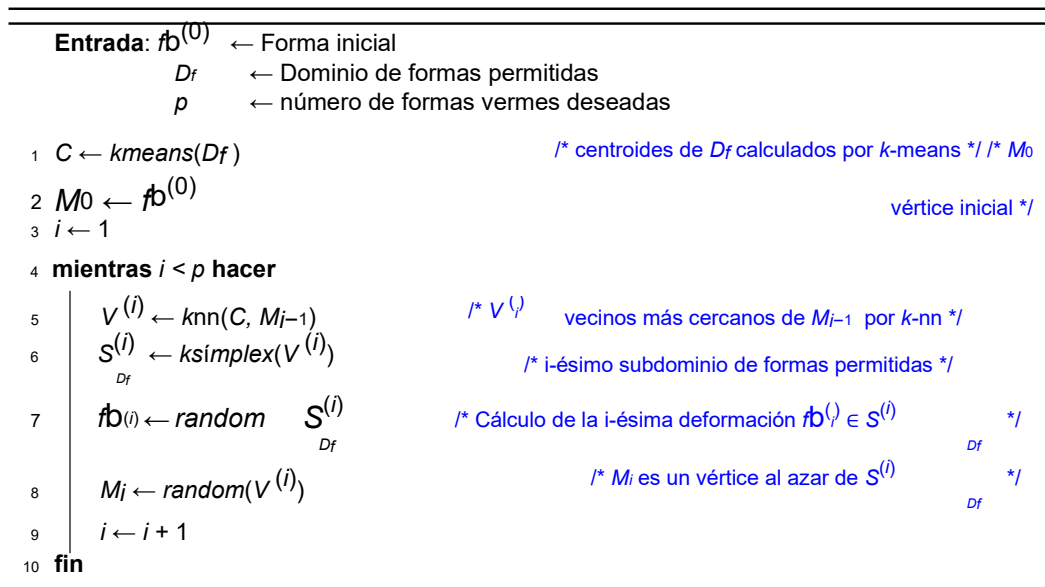 Entrada: fb(0) ← Forma inicial
Df ← Dominio de formas permitidas
p ← número de formas vermes deseadas
1 C ← kmeans(Df ) /* centroides de Df calculados por k-means */ /* M0
2 M0 ← fb(0) vértice inicial */
3 i ← 1
4 mientras i < p hacer
5 V (i) ← knn(C, Mi−1) /* V (i) vecinos más cercanos de Mi−1 por k-nn */
6 S(i)Df ← ksímplex(V (i)) /* i-ésimo subdominio de formas permitidas */
7 fb(i) ← random S(i)Df /* Cálculo de la i-ésima deformación fb(i) ∈ S(i)Df */
8 Mi ← random(V (i)) /* Mi es un vértice al azar de S(i)Df */
9 i ← i + 1
10 fin